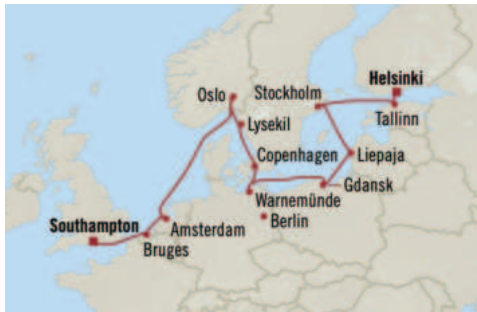 Helsinki
Oslo
Stockholm
Tallinn
Lysekil
Copenhagen
Liepaja
Gdansk
Warnemünde
Berlin
Southampton
Amsterdam
Bruges